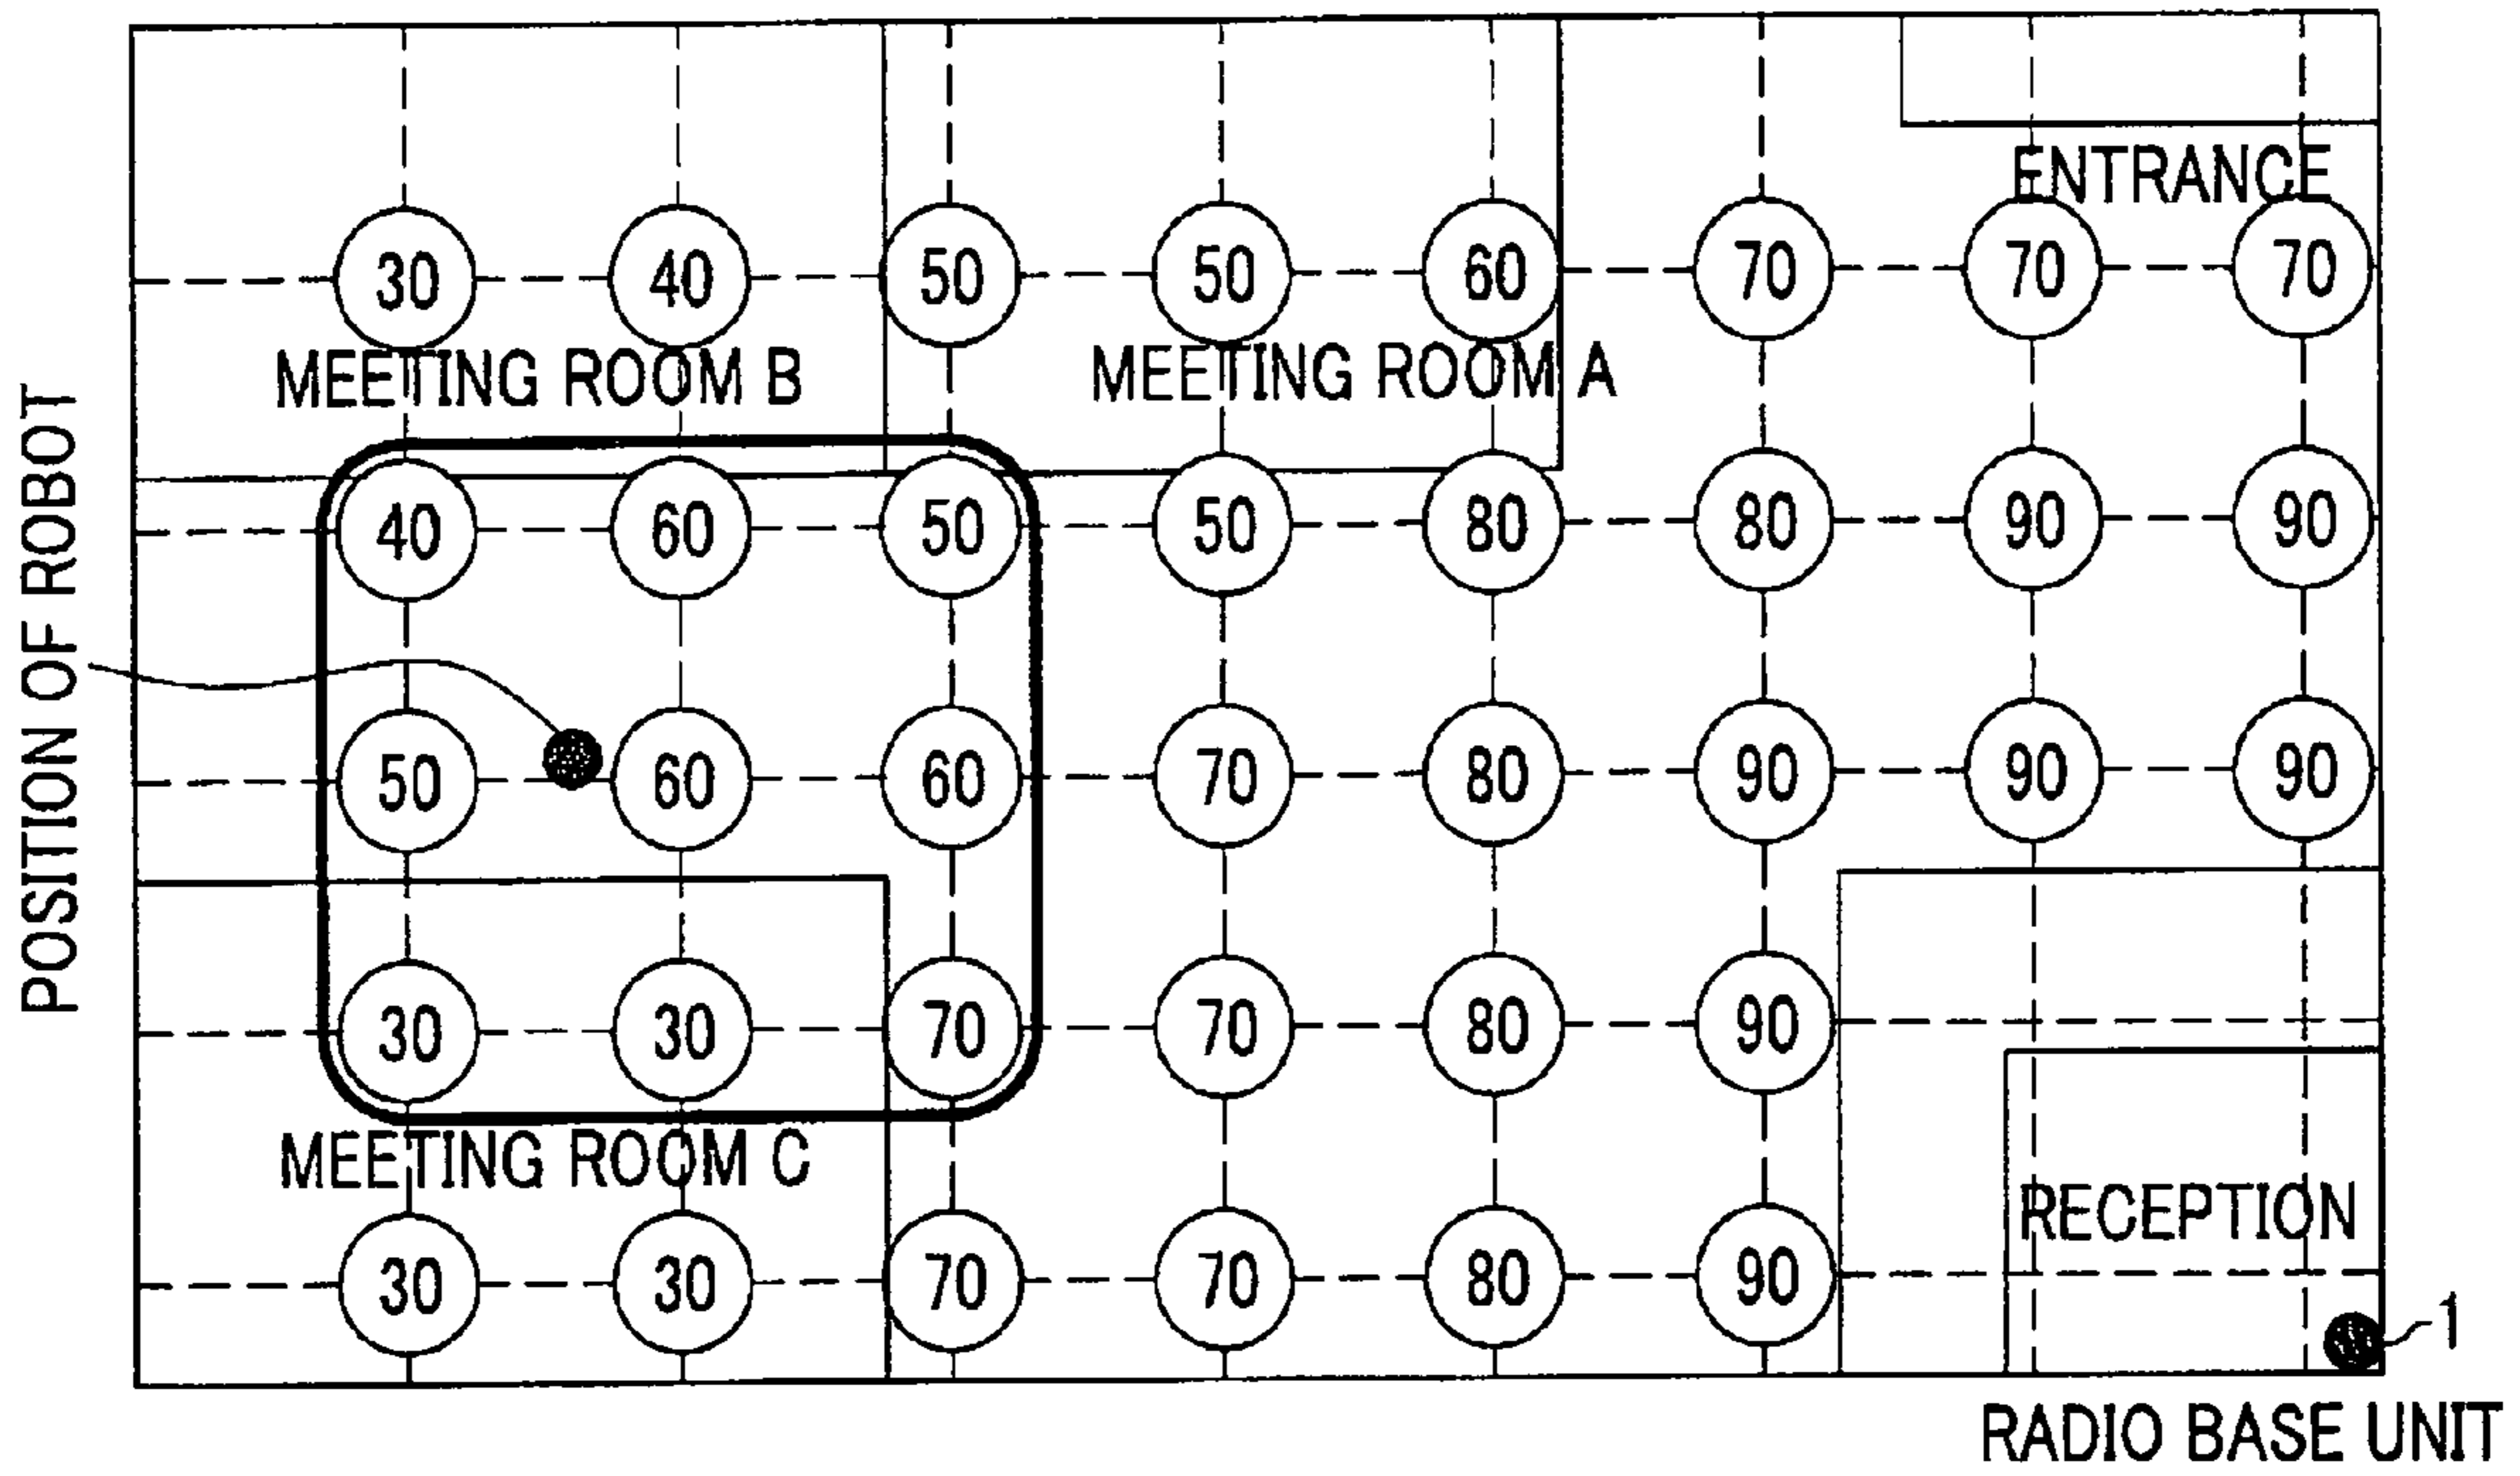 ENTRANCE
30 40 50 50 60 70 70 70
MEETING ROOM B MEETING ROOM A
POSITION OF ROBOT
40 60 50 50 80 80 90 90
50 60 60 70 80 90 90 90
30 30 70 70 80 90
MEETING ROOM C
RECEPTION
30 30 70 70 80 90
1
RADIO BASE UNIT